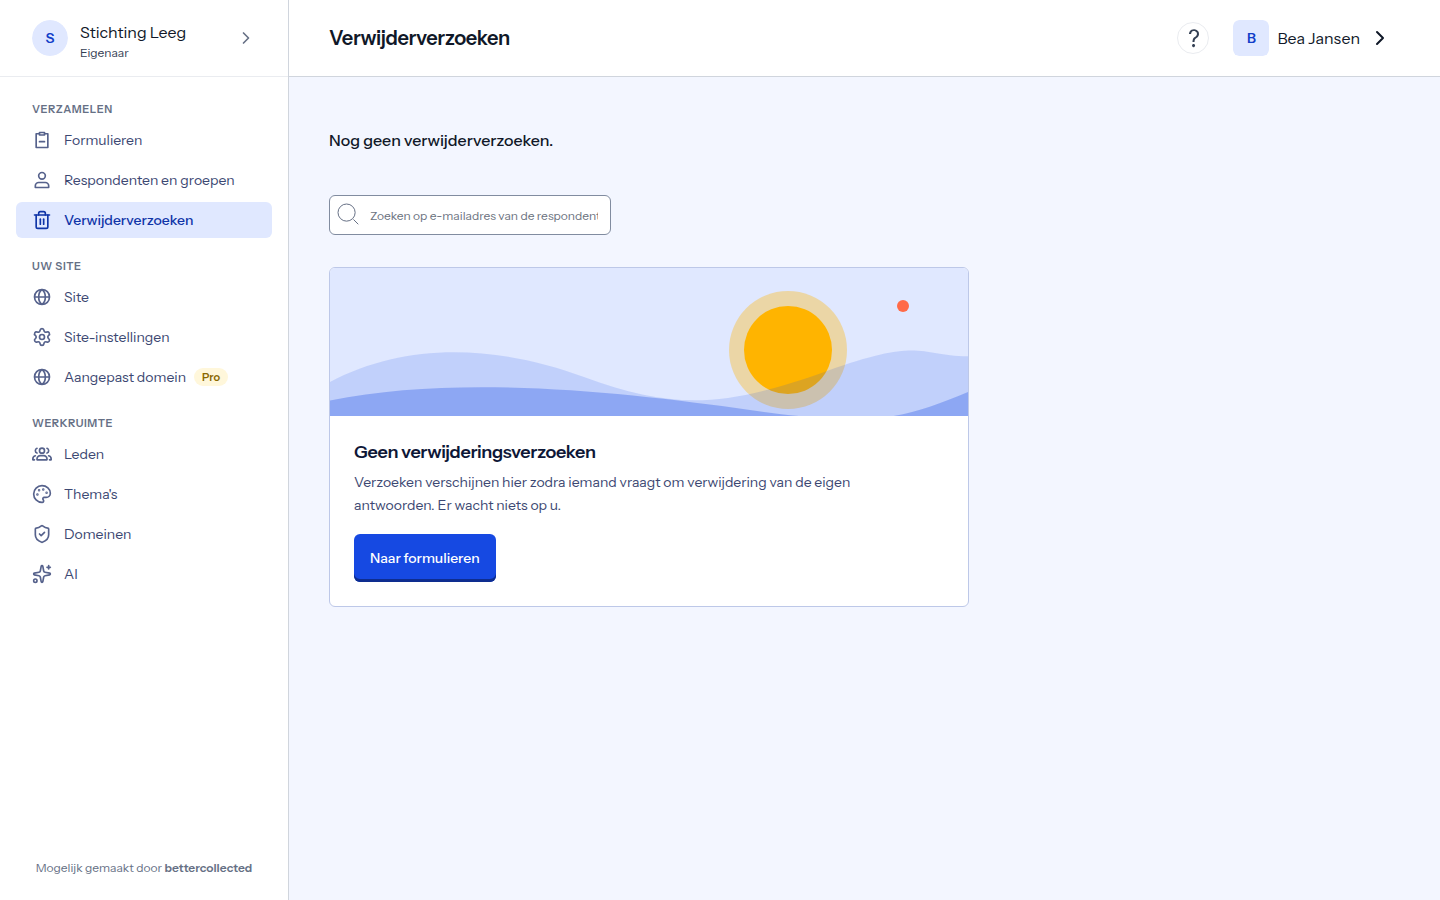 S
Stichting Leeg
Eigenaar
Verwijderverzoeken
?
B
Bea Jansen
VERZAMELEN
Formulieren
Respondenten en groepen
Verwijderverzoeken
UW SITE
Site
Site-instellingen
Aangepast domein Pro
WERKRUIMTE
Leden
Thema's
Domeinen
AI
Mogelijk gemaakt door bettercollected
Nog geen verwijderverzoeken.
Zoeken op e-mailadres van de respondent
Geen verwijderingsverzoeken
Verzoeken verschijnen hier zodra iemand vraagt om verwijdering van de eigen
antwoorden. Er wacht niets op u.
Naar formulieren